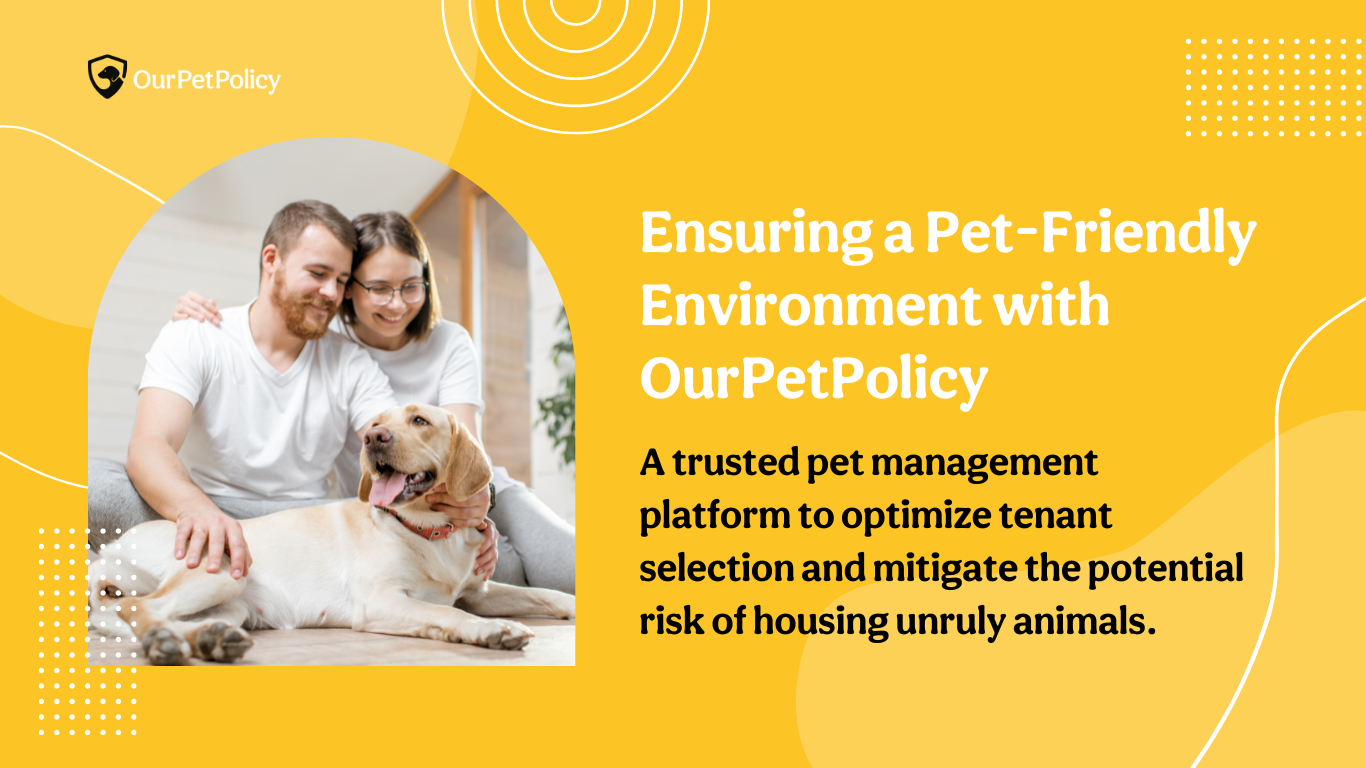 OurPetPolicy
Ensuring a Pet-Friendly
Environment with
OurPetPolicy
A trusted pet management
platform to optimize tenant
selection and mitigate the potential
risk of housing unruly animals.